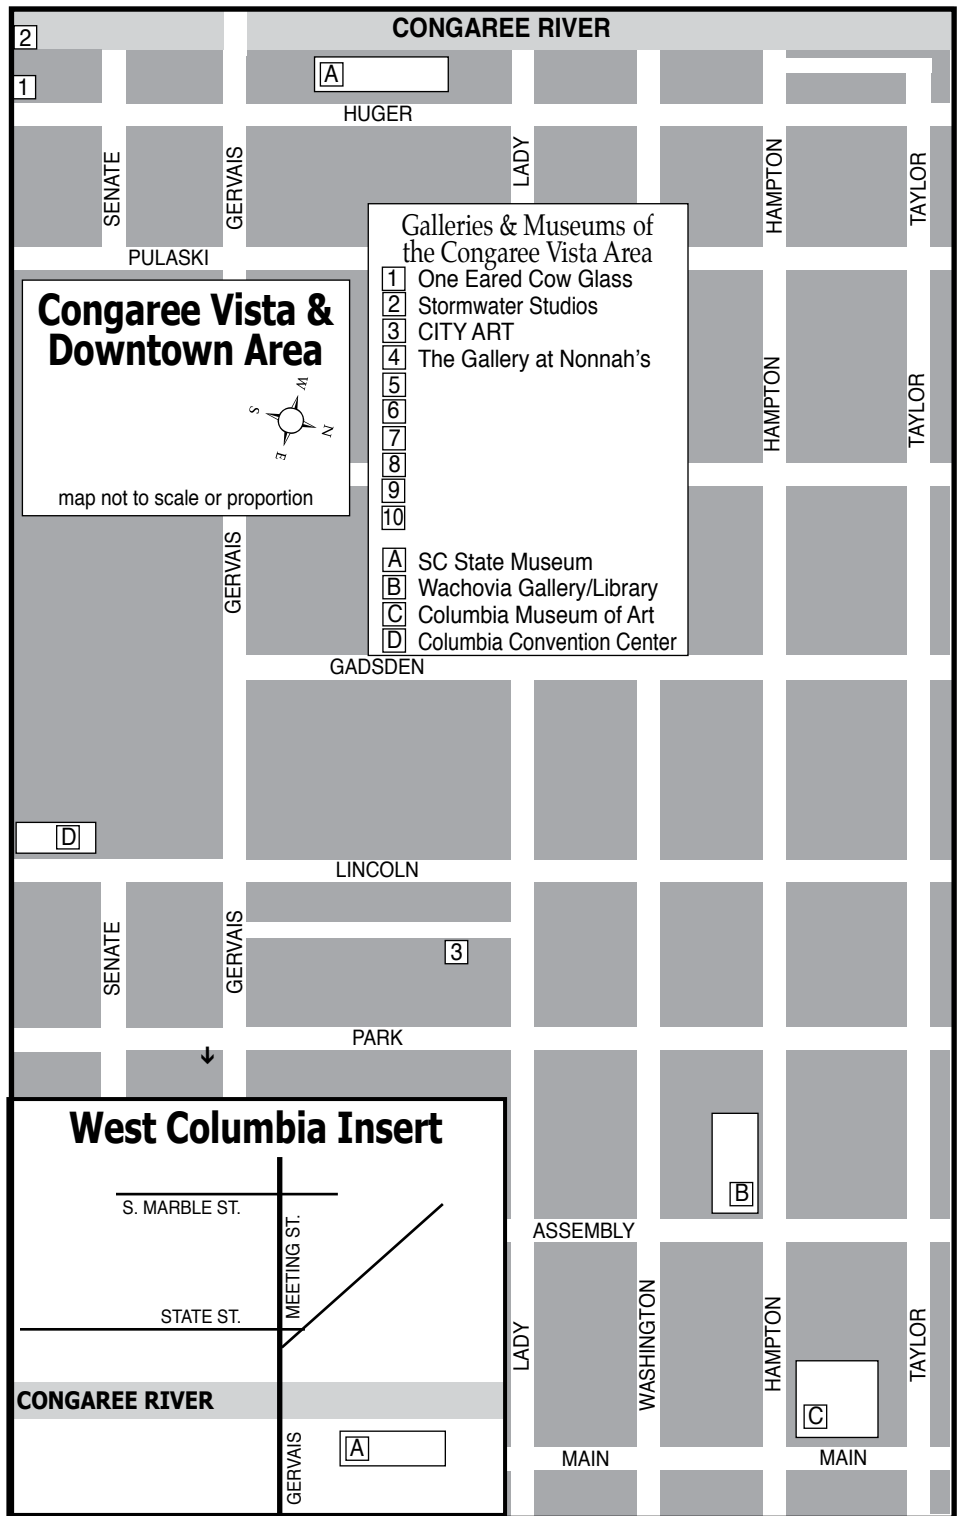 CONGAREE RIVER
2
1
A
HUGER
SENATE
GERVAIS
LADY
HAMPTON
TAYLOR
PULASKI
Galleries & Museums of
the Congaree Vista Area
1 One Eared Cow Glass
2 Stormwater Studios
3 CITY ART
4 The Gallery at Nonnah's
5
6
7
8
9
10
A SC State Museum
B Wachovia Gallery/Library
C Columbia Museum of Art
D Columbia Convention Center
Congaree Vista &
Downtown Area
W
S
N
E
map not to scale or proportion
HAMPTON
TAYLOR
GERVAIS
GADSDEN
D
LINCOLN
SENATE
GERVAIS
3
PARK
West Columbia Insert
S. MARBLE ST.
MEETING ST.
STATE ST.
CONGAREE RIVER
GERVAIS
A
B
ASSEMBLY
LADY
WASHINGTON
HAMPTON
TAYLOR
C
MAIN
MAIN